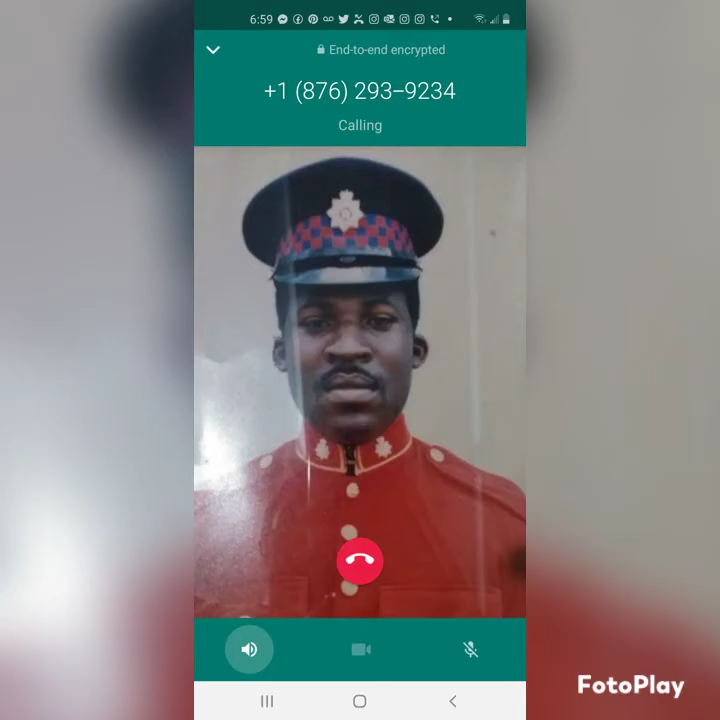 6:59
End-to-end encrypted
+1 (876) 293-9234
Calling
FotoPlay